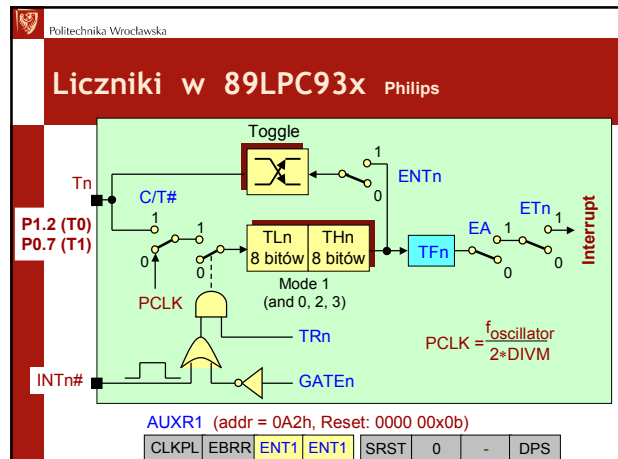 Politechnika Wrocławska
Liczniki w 89LPC93x Philips
Toggle
1
ENTn
0
Tn
C/T#
P1.2 (T0)
P0.7 (T1)
1
1
0
0
PCLK
TLn THn
8 bitów 8 bitów
Mode 1
(and 0, 2, 3)
TFn
EA
1
0
ETn
1
0
Interrupt
TRn
PCLK = foscillator
2*DIVM
INTn#
GATEn
AUXR1 (addr = 0A2h, Reset: 0000 00x0b)
CLKPL EBRR ENT1 ENT1 SRST 0 - DPS